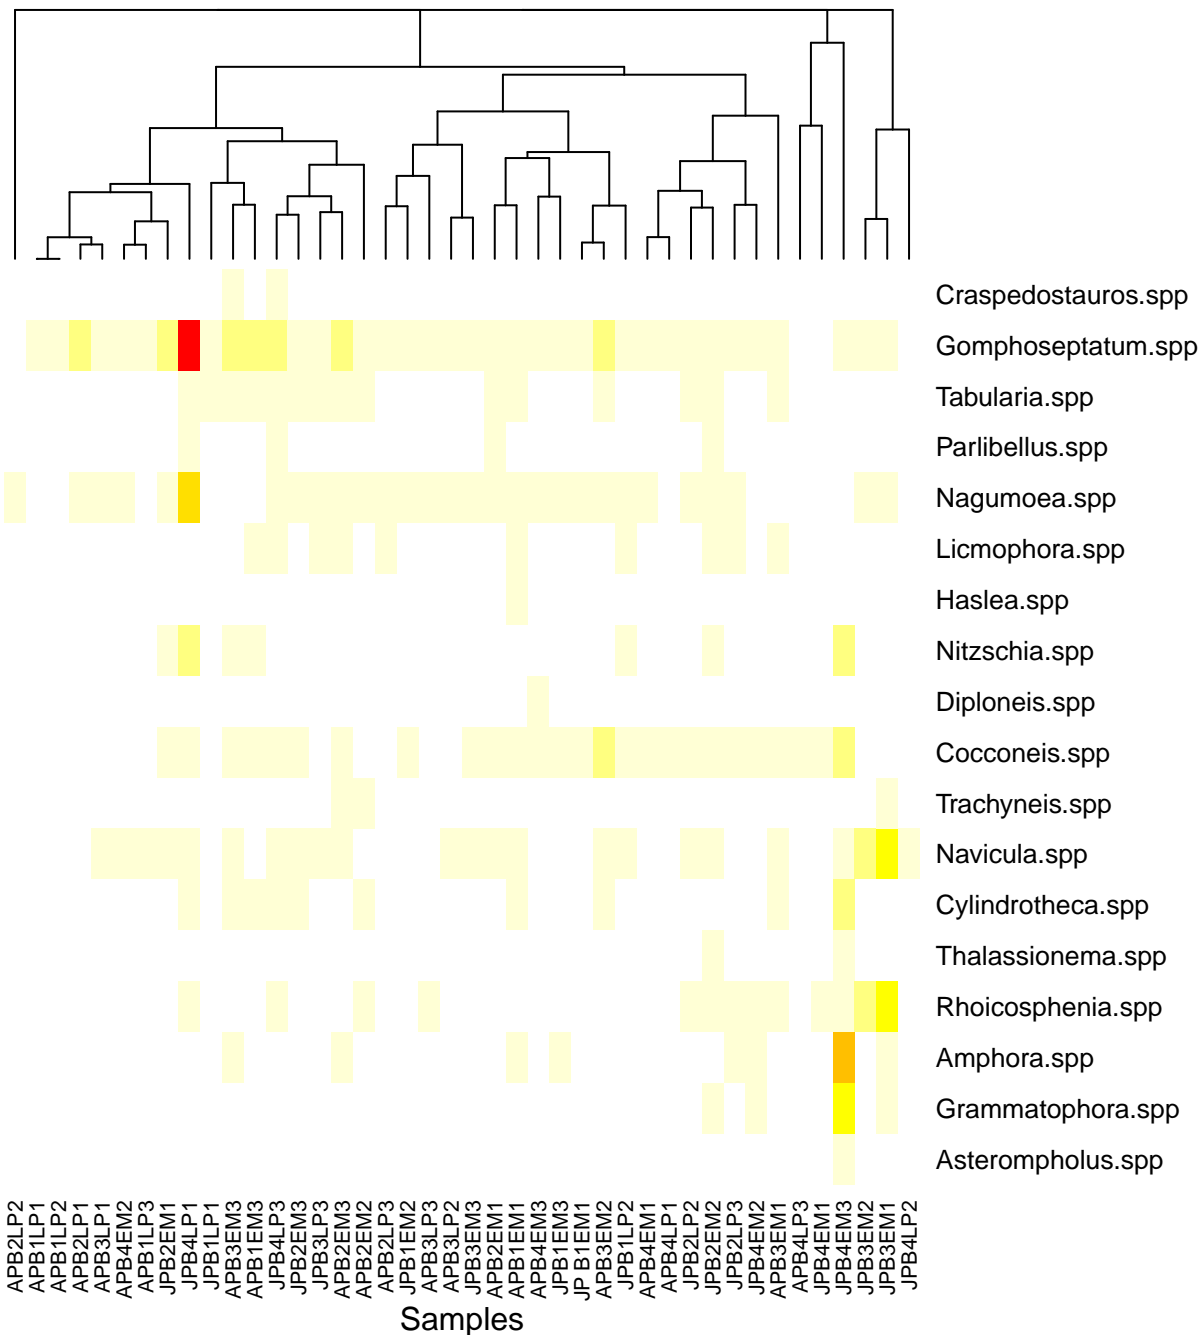 Craspedostauros.spp
Gomphoseptatum.spp
Tabularia.spp
Parlibellus.spp
Nagumoea.spp
Licmophora.spp
Haslea.spp
Nitzschia.spp
Diploneis.spp
Cocconeis.spp
Trachyneis.spp
Navicula.spp
Cylindrotheca.spp
Thalassionema.spp
Rhoicosphenia.spp
Amphora.spp
Grammatophora.spp
Asterompholus.spp
APB2LP2
APB1LP1
APB1LP2
APB2LP1
APB3LP1
APB4EM2
APB1LP3
JPB2EM1
JPB4LP1
JPB1LP1
APB3EM3
APB1EM3
JPB4LP3
JPB2EM3
JPB3LP3
APB2EM3
APB2EM2
APB2LP3
JPB1EM2
APB3LP3
APB3LP2
JPB3EM3
APB2EM1
APB1EM1
APB4EM3
JPB1EM3
JP B1EM1
APB3EM2
JPB1LP2
APB4EM1
APB4LP1
JPB2LP2
JPB2EM2
JPB2LP3
JPB4EM2
APB3EM1
APB4LP3
JPB4EM1
JPB4EM3
JPB3EM2
JPB3EM1
JPB4LP2
Samples